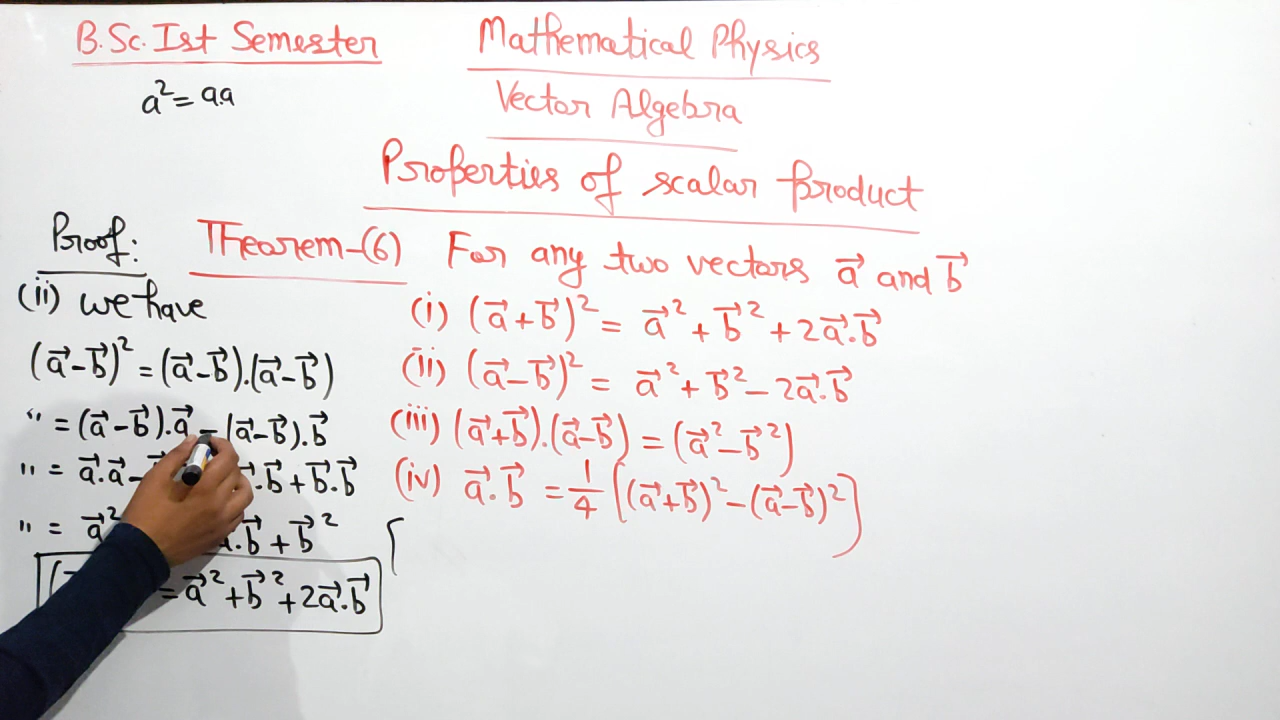 B.Sc. Ist Semester
Mathematical Physics
a² = a.a
Vector Algebra
Properties of scalar product
Theorem-(6) For any two vectors a⃗ and b⃗
(i) (a⃗+b⃗)² = a⃗² + b⃗² + 2a⃗.b⃗
(ii) (a⃗-b⃗)² = a⃗² + b⃗² - 2a⃗.b⃗
(iii) (a⃗+b⃗).(a⃗-b⃗) = (a⃗² - b⃗²)
(iv) a⃗.b⃗ = 1/4 [(a⃗+b⃗)² - (a⃗-b⃗)²]
Proof:
(ii) we have
(a⃗-b⃗)² = (a⃗-b⃗).(a⃗-b⃗)
" = (a⃗-b⃗).a⃗ - (a⃗-b⃗).b⃗
" = a⃗.a⃗ - .b⃗ + b⃗.b⃗
" = a⃗² .b⃗ + b⃗²
= a⃗² + b⃗² + 2a⃗.b⃗